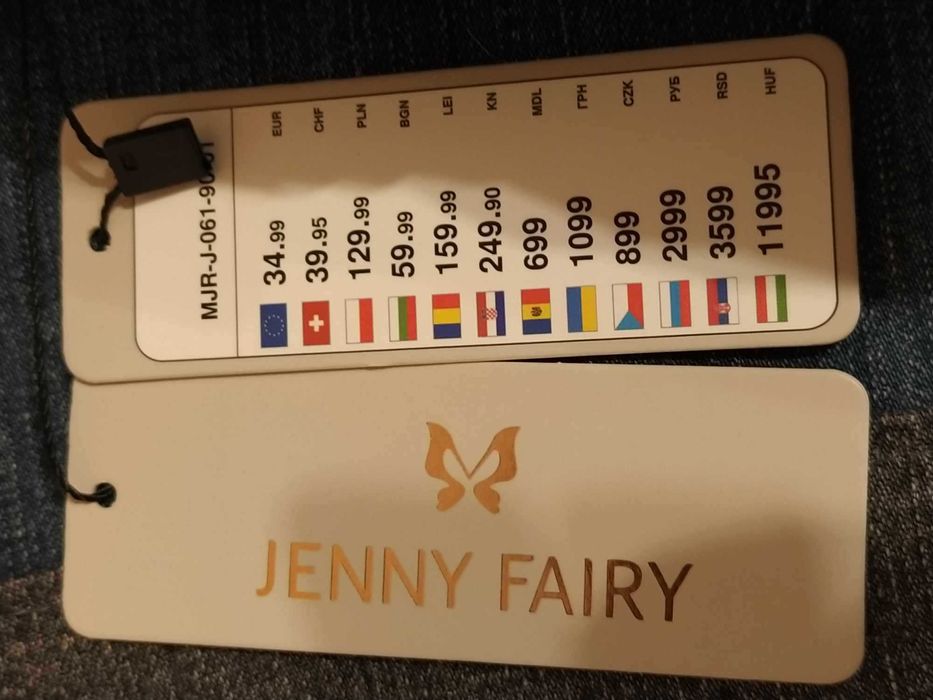 MJR-J-061-90-01
34.99 EUR
39.95 CHF
129.99 PLN
59.99 BGN
159.99 LEI
249.90 KN
699 MDL
1099 ГРН
899 CZK
2999 РУБ
3599 RSD
11995 HUF
JENNY FAIRY